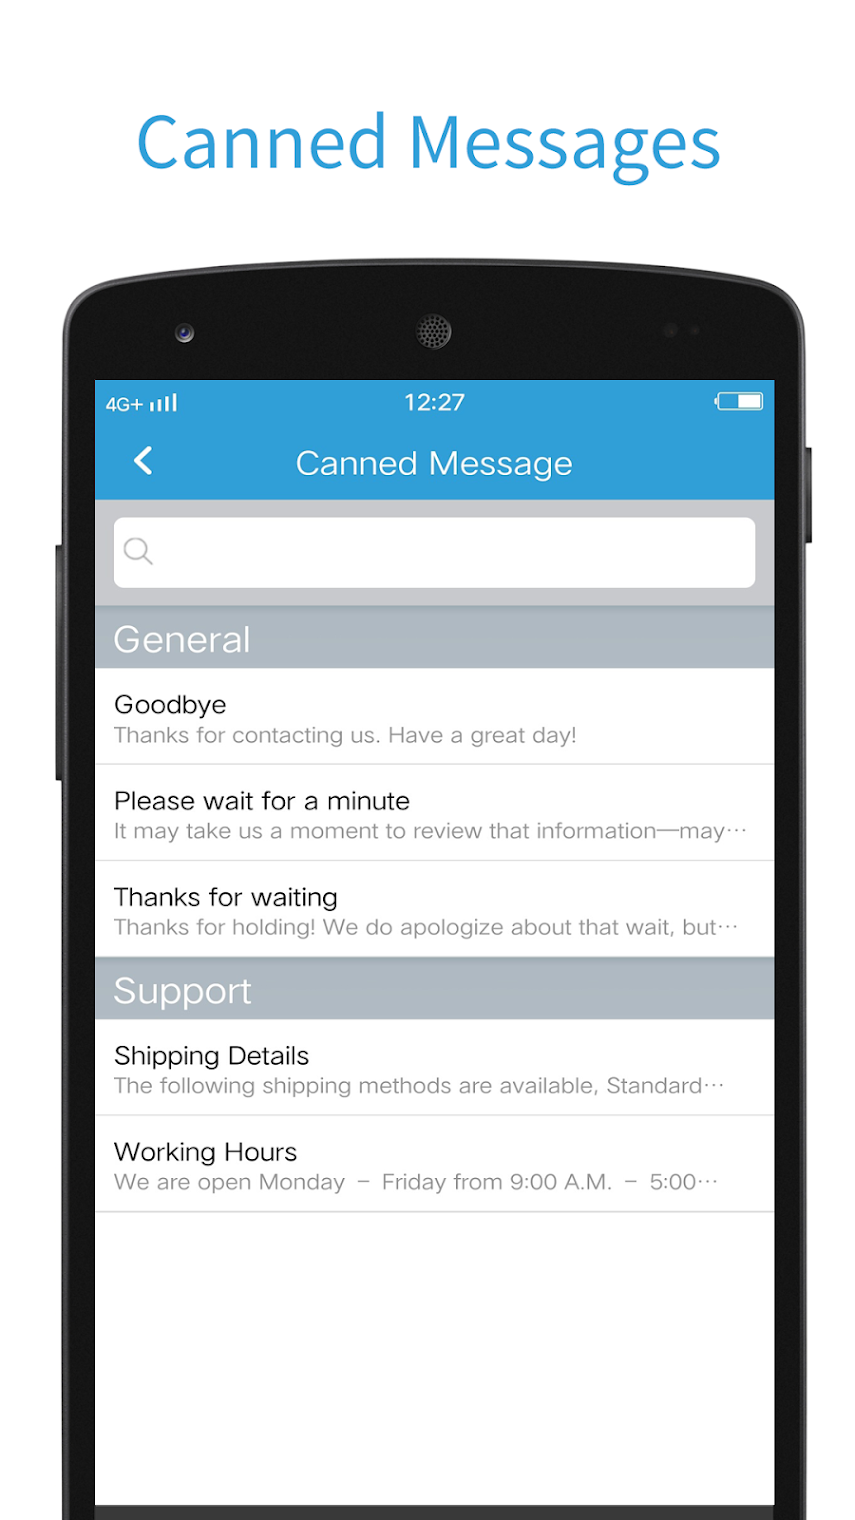 Canned Messages
4G+ 12:27
Canned Message
General
Goodbye
Thanks for contacting us. Have a great day!
Please wait for a minute
It may take us a moment to review that information—may···
Thanks for waiting
Thanks for holding! We do apologize about that wait, but···
Support
Shipping Details
The following shipping methods are available, Standard···
Working Hours
We are open Monday – Friday from 9:00 A.M. – 5:00···